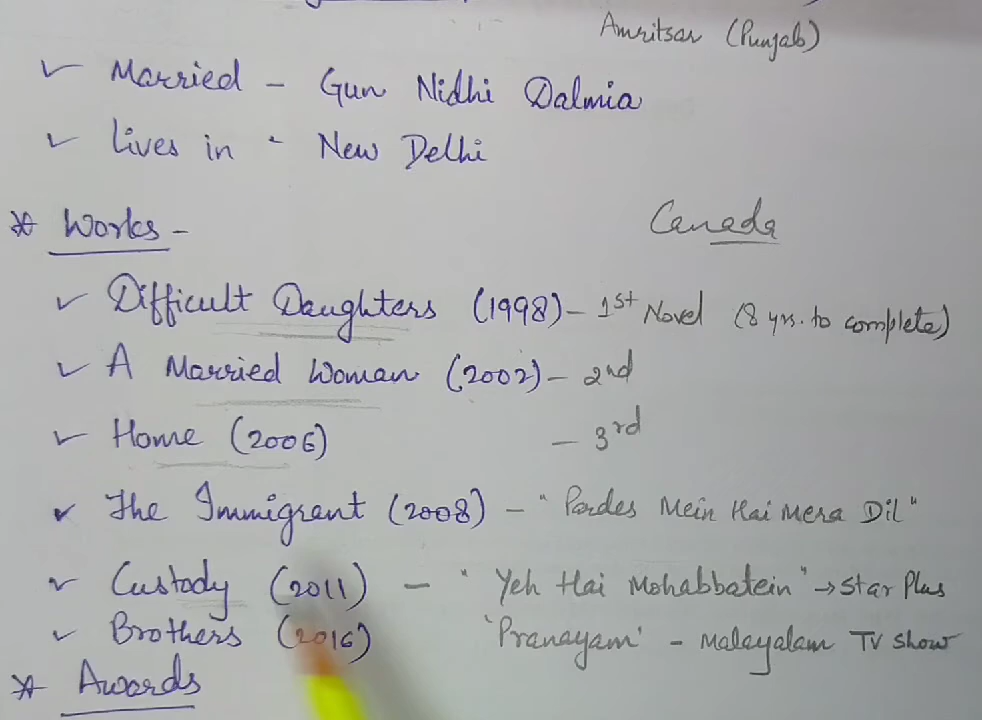 Amritsar (Punjab)
✓ Married - Gun Nidhi Dalmia
✓ Lives in - New Delhi
* Works -
Canada
✓ Difficult Daughters (1998) - 1st Novel (8 yrs. to complete)
✓ A Married Woman (2002) - 2nd
✓ Home (2006) - 3rd
✓ The Immigrant (2008) - "Pardes Mein Hai Mera Dil"
✓ Custody (2011) - "Yeh Hai Mohabbatein" → Star Plus
✓ Brothers (2016) 'Pranayam' - Malayalam TV Show
* Awards